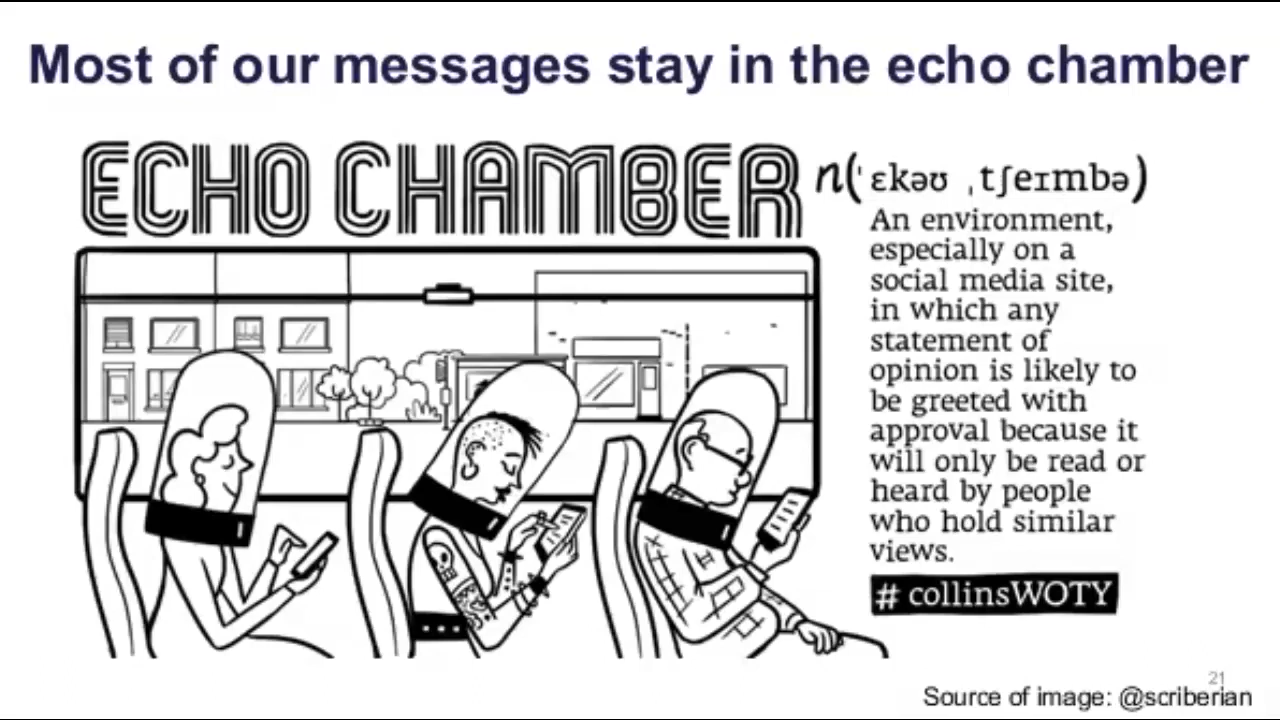 Most of our messages stay in the echo chamber
ECHO CHAMBER n(ˈɛkəʊ ˌtʃeɪmbə)
An environment,
especially on a
social media site,
in which any
statement of
opinion is likely to
be greeted with
approval because it
will only be read or
heard by people
who hold similar
views.
# collinsWOTY
21
Source of image: @scriberian